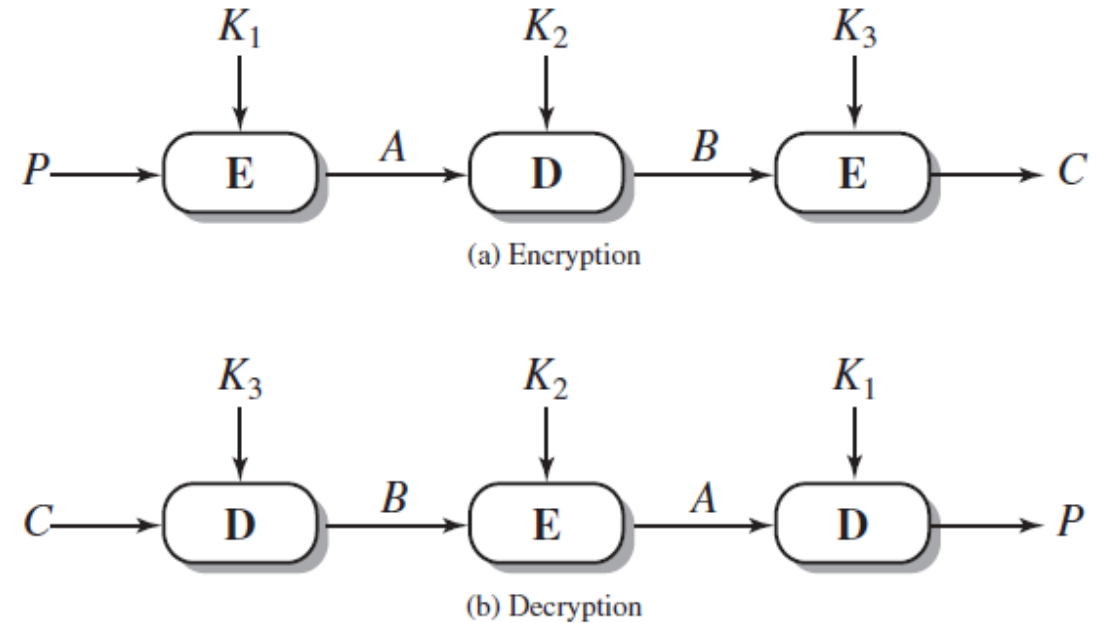 K₁ K₂ K₃
P E A D B E C
(a) Encryption
K₃ K₂ K₁
C D B E A D P
(b) Decryption